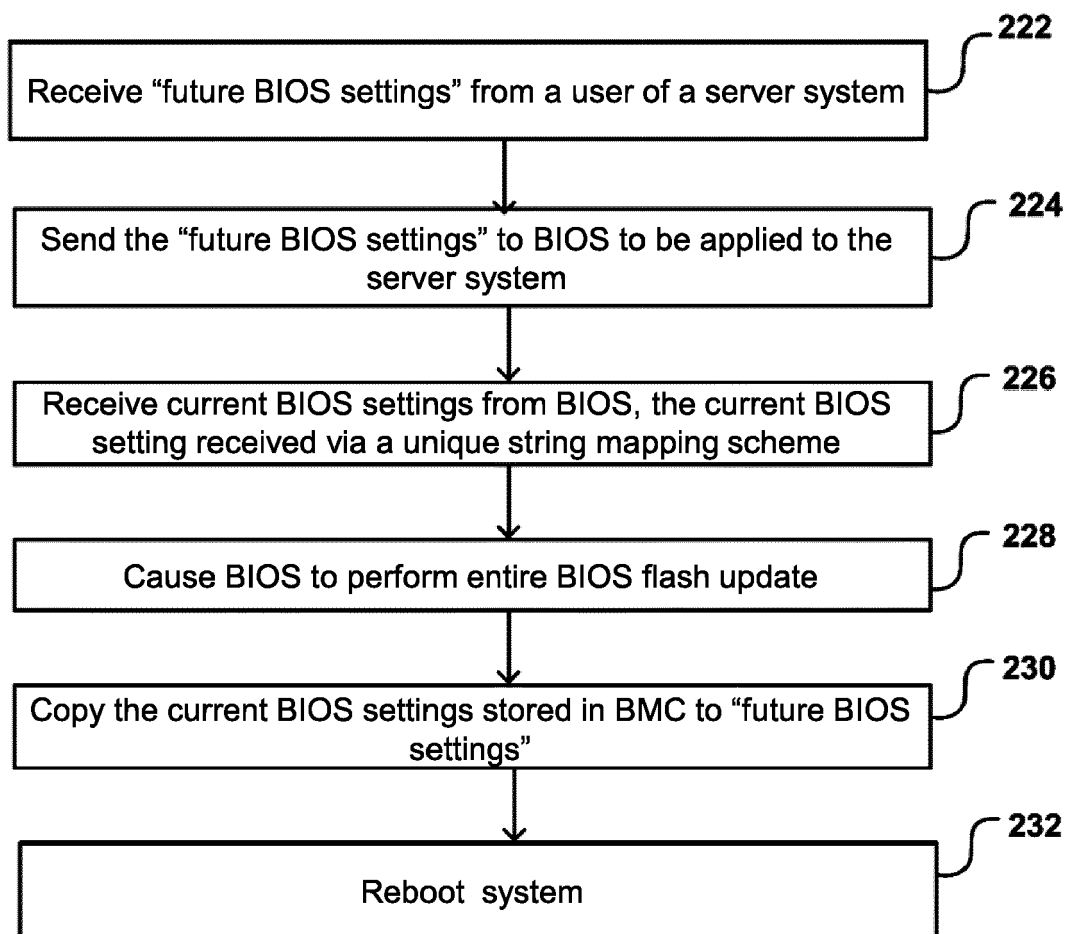 222
Receive “future BIOS settings” from a user of a server system
224
Send the “future BIOS settings” to BIOS to be applied to the
server system
226
Receive current BIOS settings from BIOS, the current BIOS
setting received via a unique string mapping scheme
228
Cause BIOS to perform entire BIOS flash update
230
Copy the current BIOS settings stored in BMC to “future BIOS
settings”
232
Reboot system